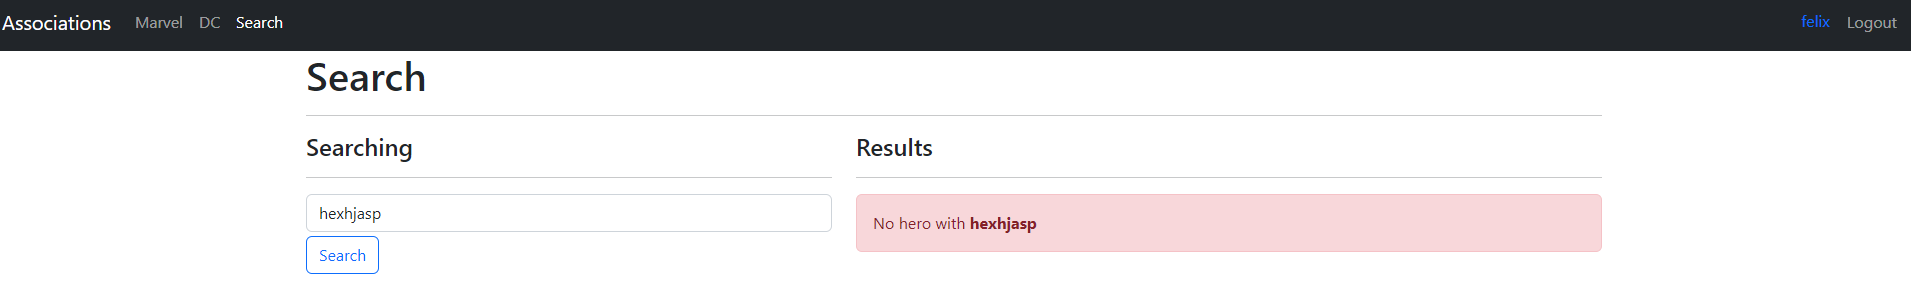 Associations Marvel DC Search felix Logout
Search
Searching
Results
hexhjasp
No hero with hexhjasp
Search